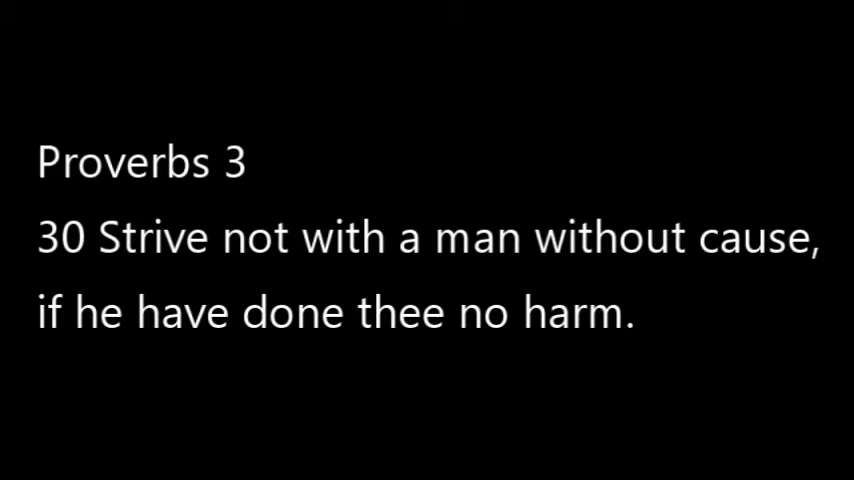 Proverbs 3
30 Strive not with a man without cause,
if he have done thee no harm.